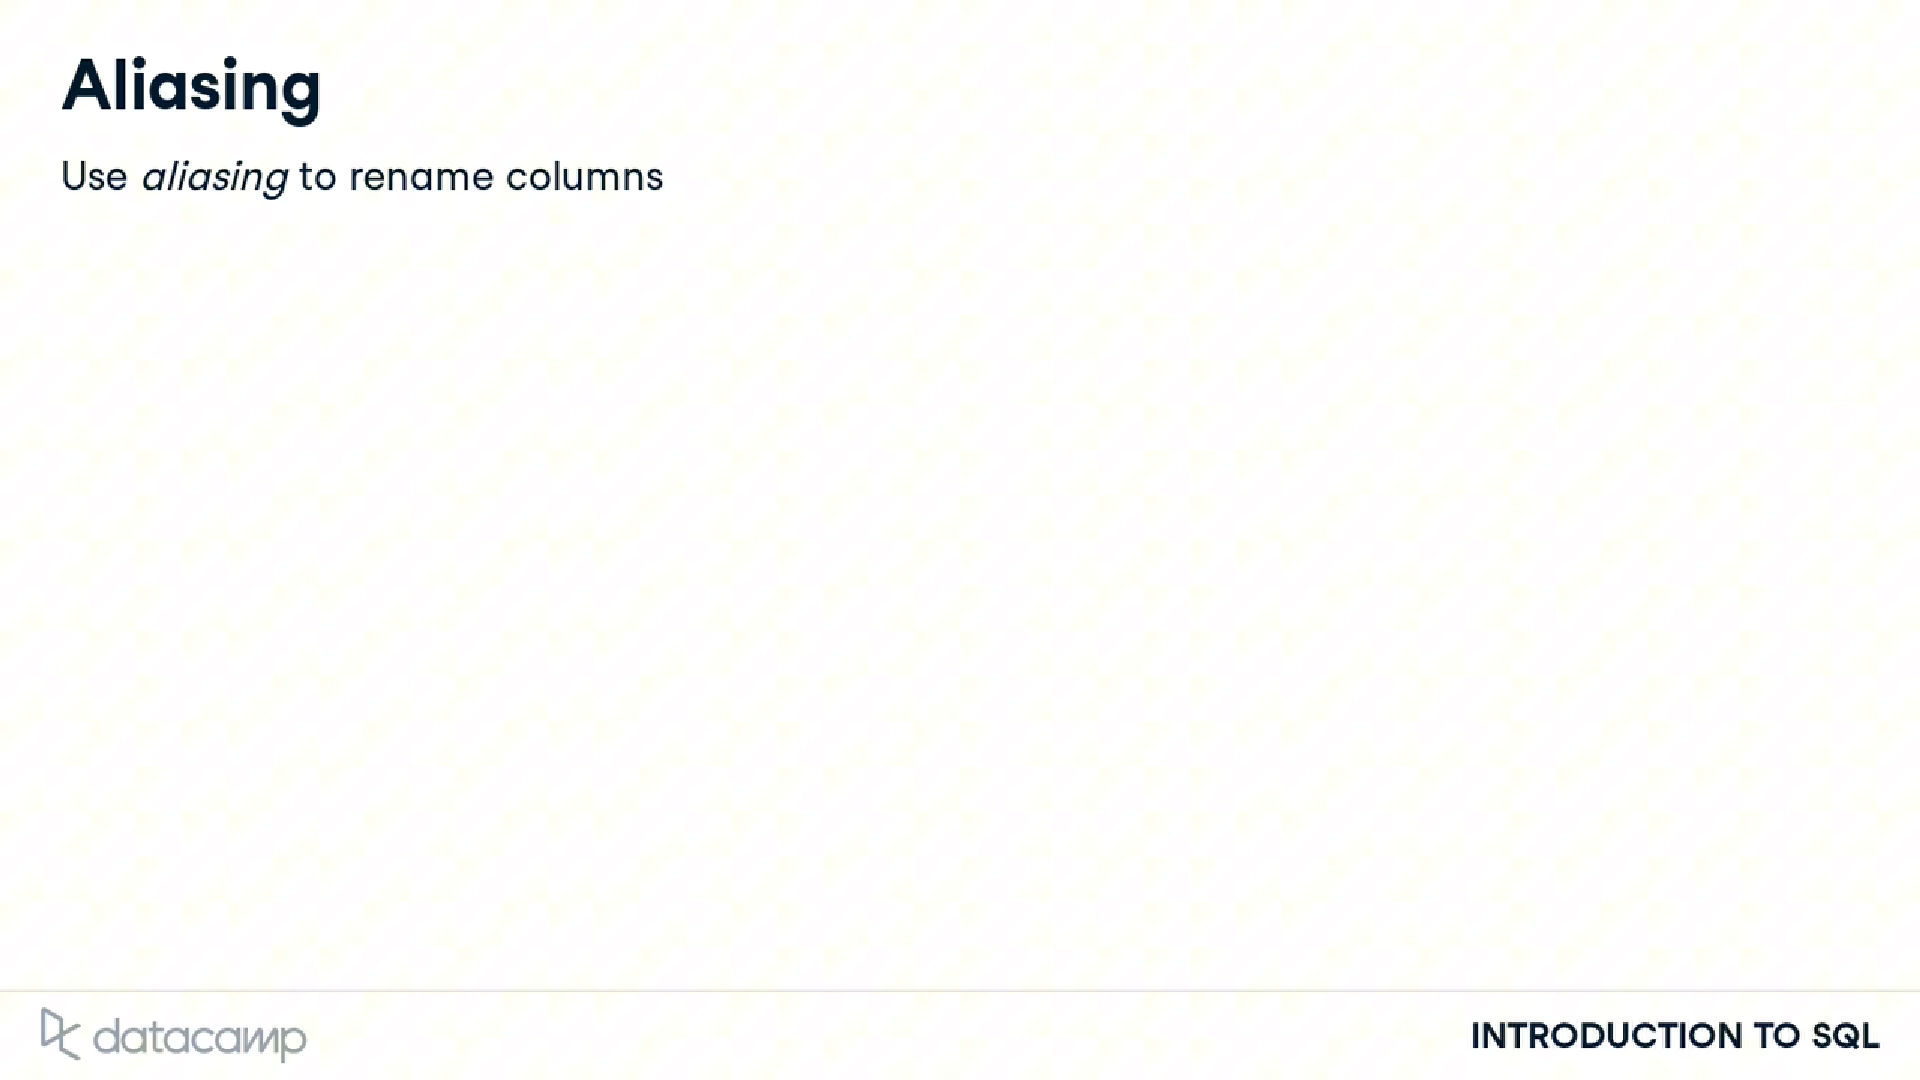 Aliasing
Use aliasing to rename columns
datacamp
INTRODUCTION TO SQL